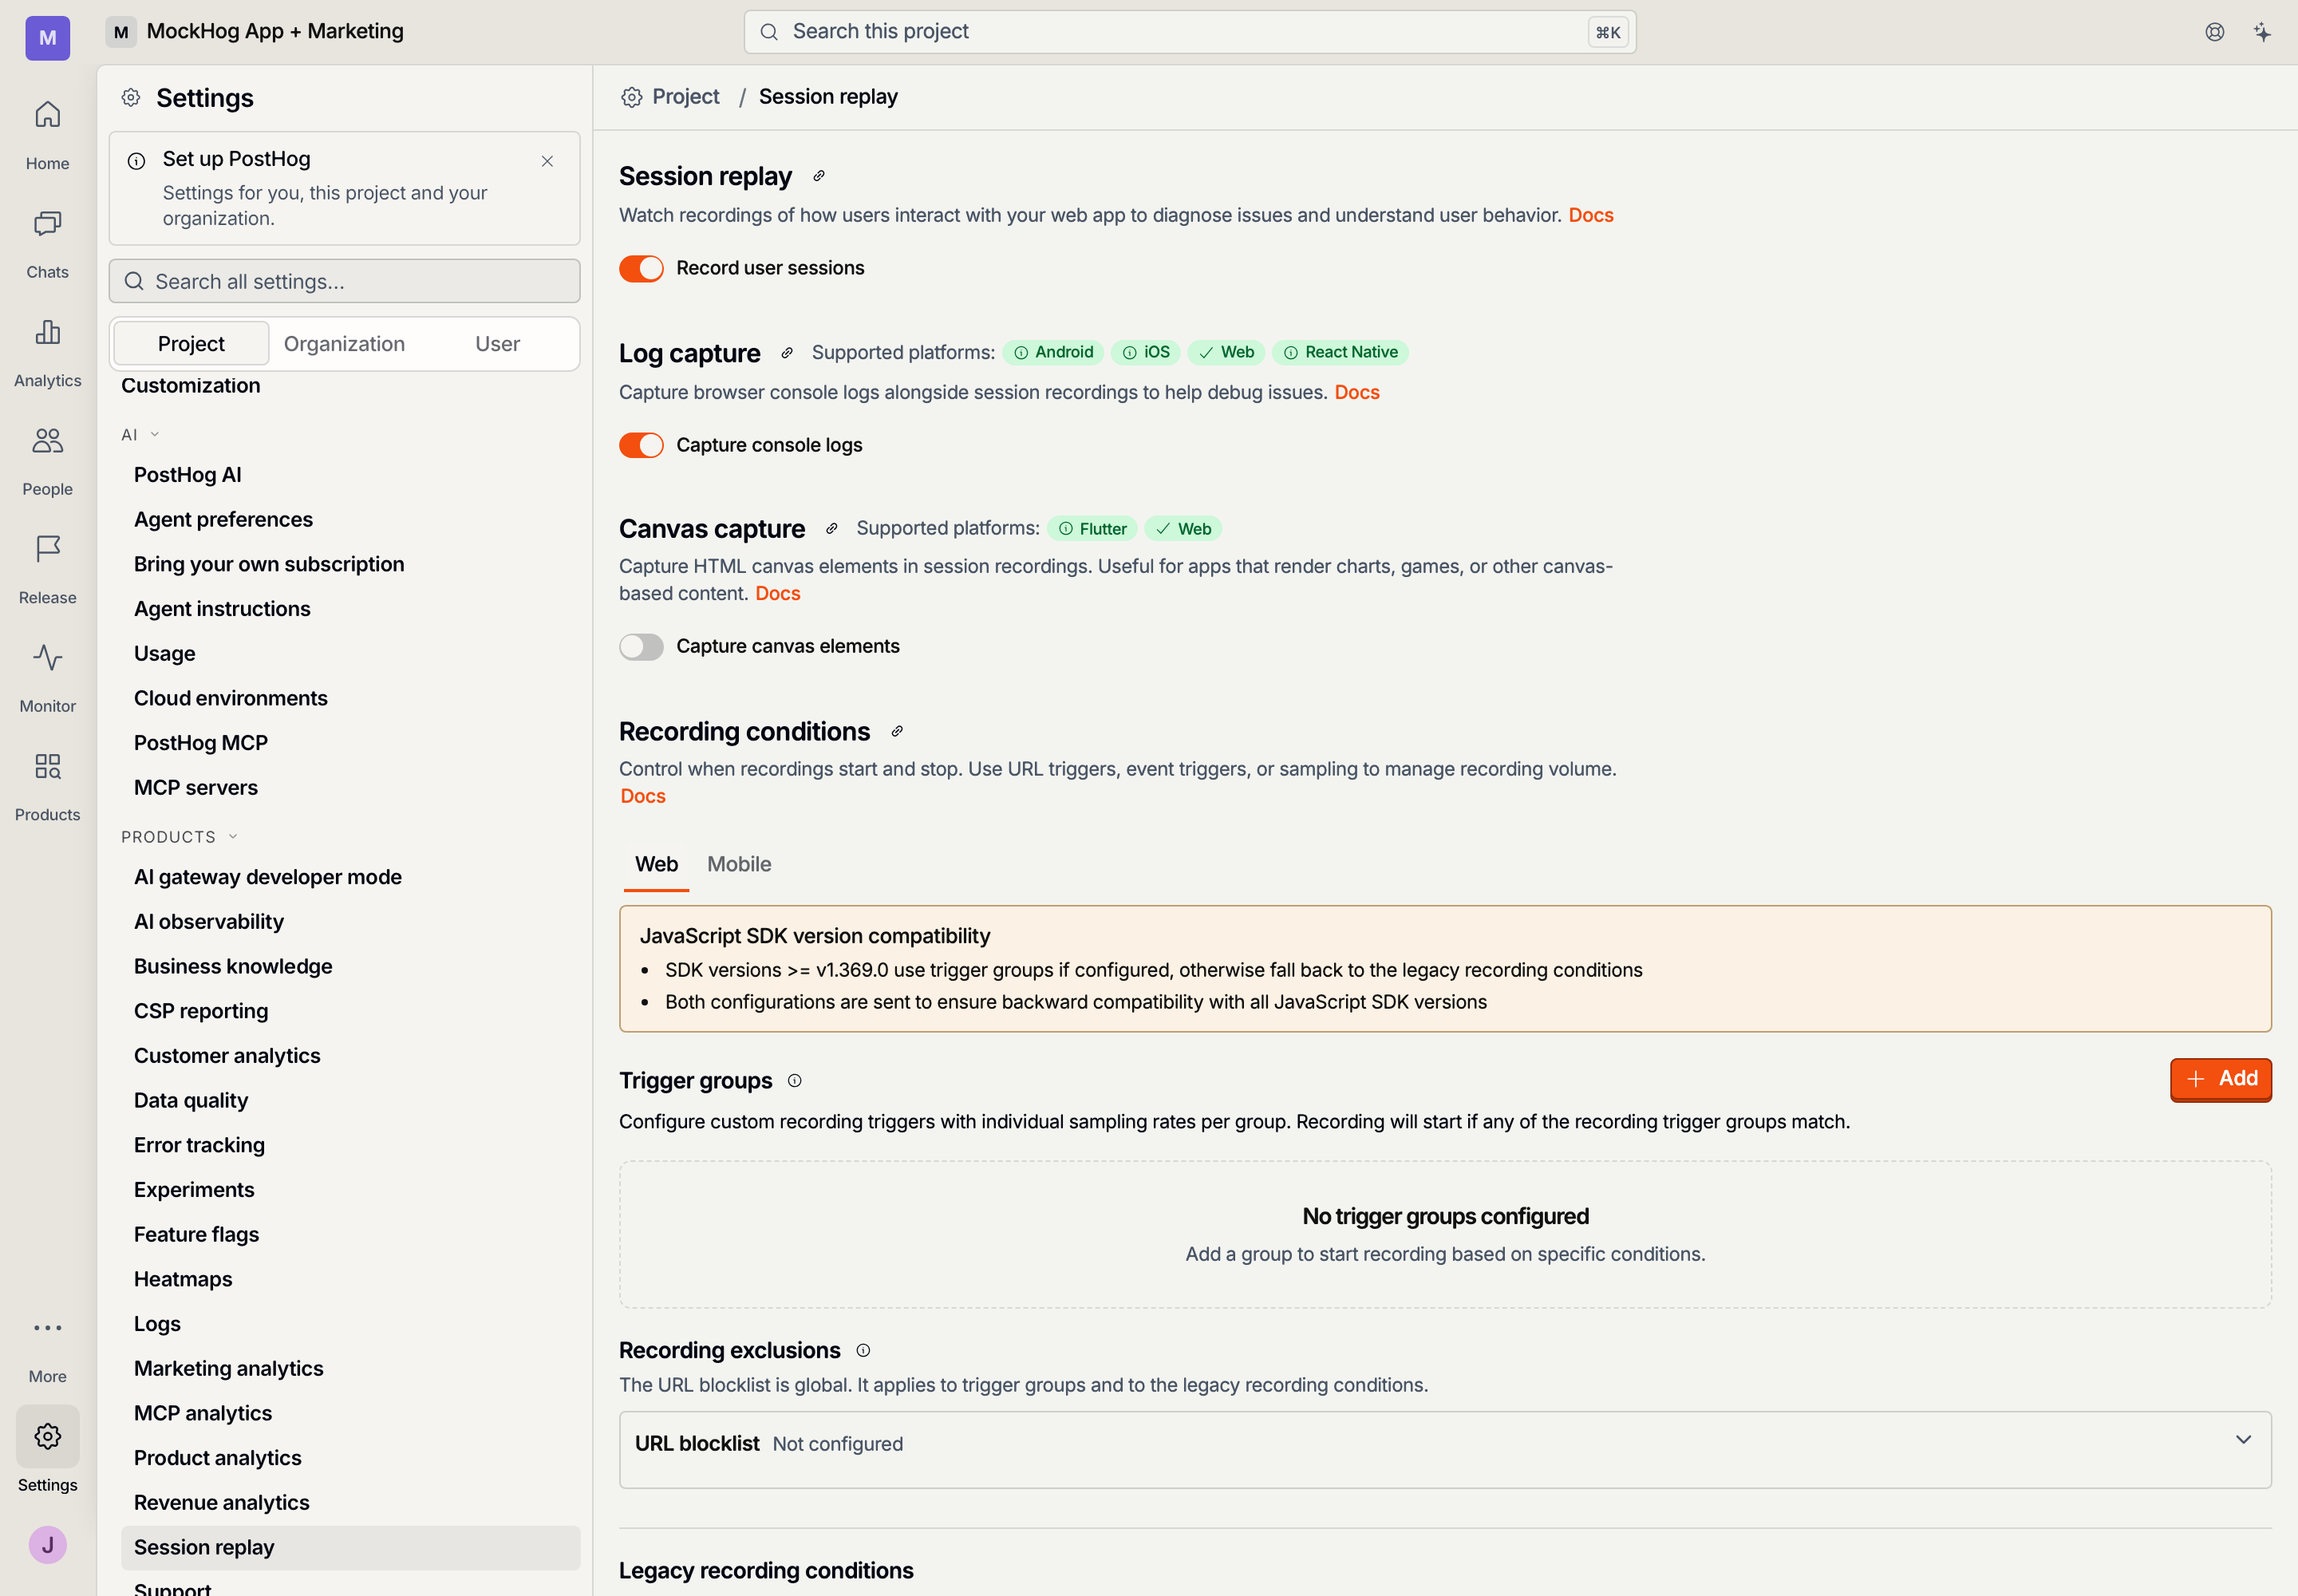 M
M MockHog App + Marketing
Search this project
⌘K
Home
Chats
Analytics
People
Release
Monitor
Products
More
Settings
J
Settings
Set up PostHog
Settings for you, this project and your
organization.
Search all settings...
Project Organization User
Customization
AI
PostHog AI
Agent preferences
Bring your own subscription
Agent instructions
Usage
Cloud environments
PostHog MCP
MCP servers
PRODUCTS
AI gateway developer mode
AI observability
Business knowledge
CSP reporting
Customer analytics
Data quality
Error tracking
Experiments
Feature flags
Heatmaps
Logs
Marketing analytics
MCP analytics
Product analytics
Revenue analytics
Session replay
Support
Project / Session replay
Session replay
Watch recordings of how users interact with your web app to diagnose issues and understand user behavior. Docs
Record user sessions
Log capture Supported platforms: Android iOS Web React Native
Capture browser console logs alongside session recordings to help debug issues. Docs
Capture console logs
Canvas capture Supported platforms: Flutter Web
Capture HTML canvas elements in session recordings. Useful for apps that render charts, games, or other canvas-
based content. Docs
Capture canvas elements
Recording conditions
Control when recordings start and stop. Use URL triggers, event triggers, or sampling to manage recording volume.
Docs
Web Mobile
JavaScript SDK version compatibility
• SDK versions >= v1.369.0 use trigger groups if configured, otherwise fall back to the legacy recording conditions
• Both configurations are sent to ensure backward compatibility with all JavaScript SDK versions
Trigger groups
+ Add
Configure custom recording triggers with individual sampling rates per group. Recording will start if any of the recording trigger groups match.
No trigger groups configured
Add a group to start recording based on specific conditions.
Recording exclusions
The URL blocklist is global. It applies to trigger groups and to the legacy recording conditions.
URL blocklist Not configured
Legacy recording conditions